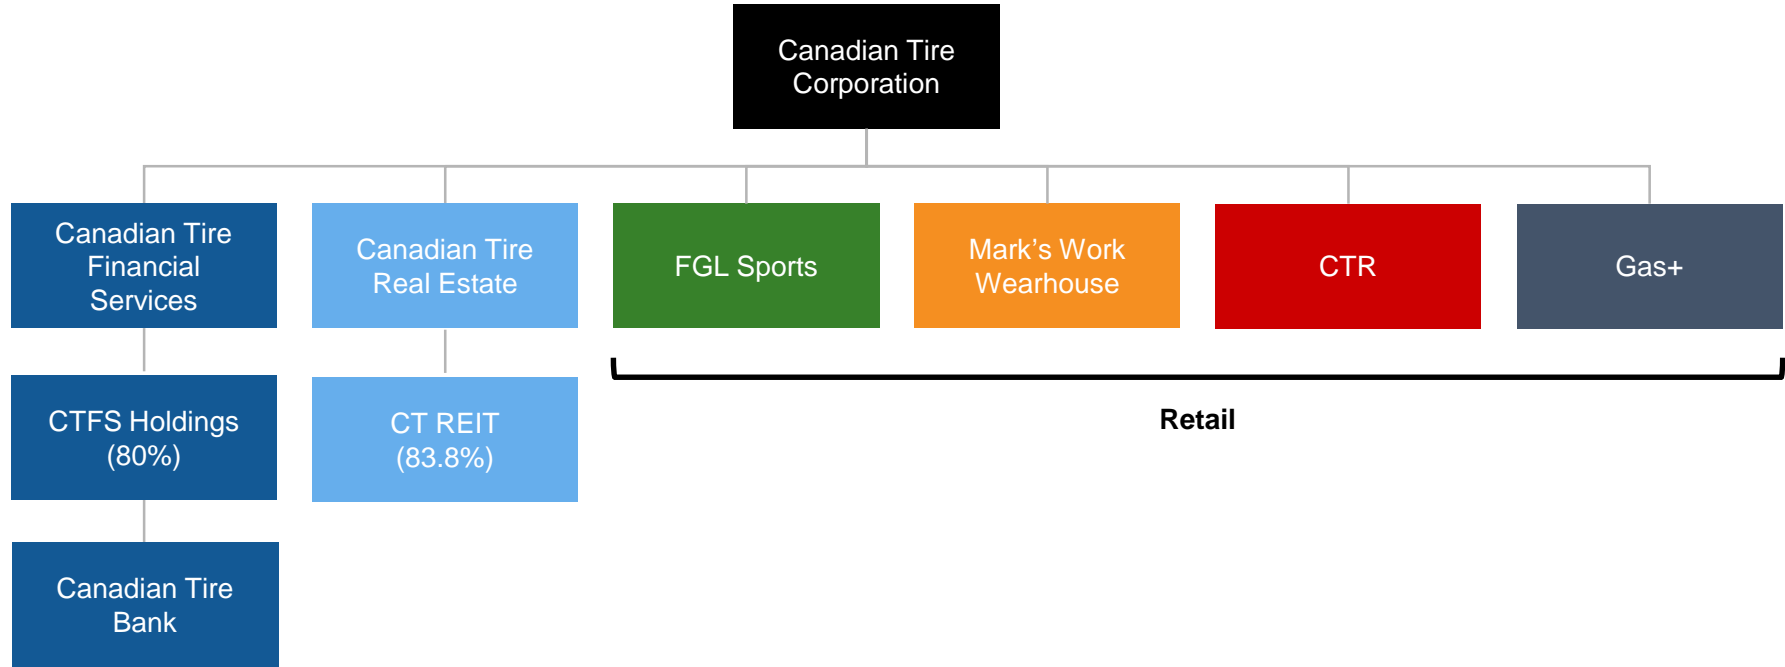 Canadian Tire
Corporation
Canadian Tire
Financial
Services
Canadian Tire
Real Estate
FGL Sports
Mark’s Work
Wearhouse
CTR
Gas+
CTFS Holdings
(80%)
CT REIT
(83.8%)
Retail
Canadian Tire
Bank